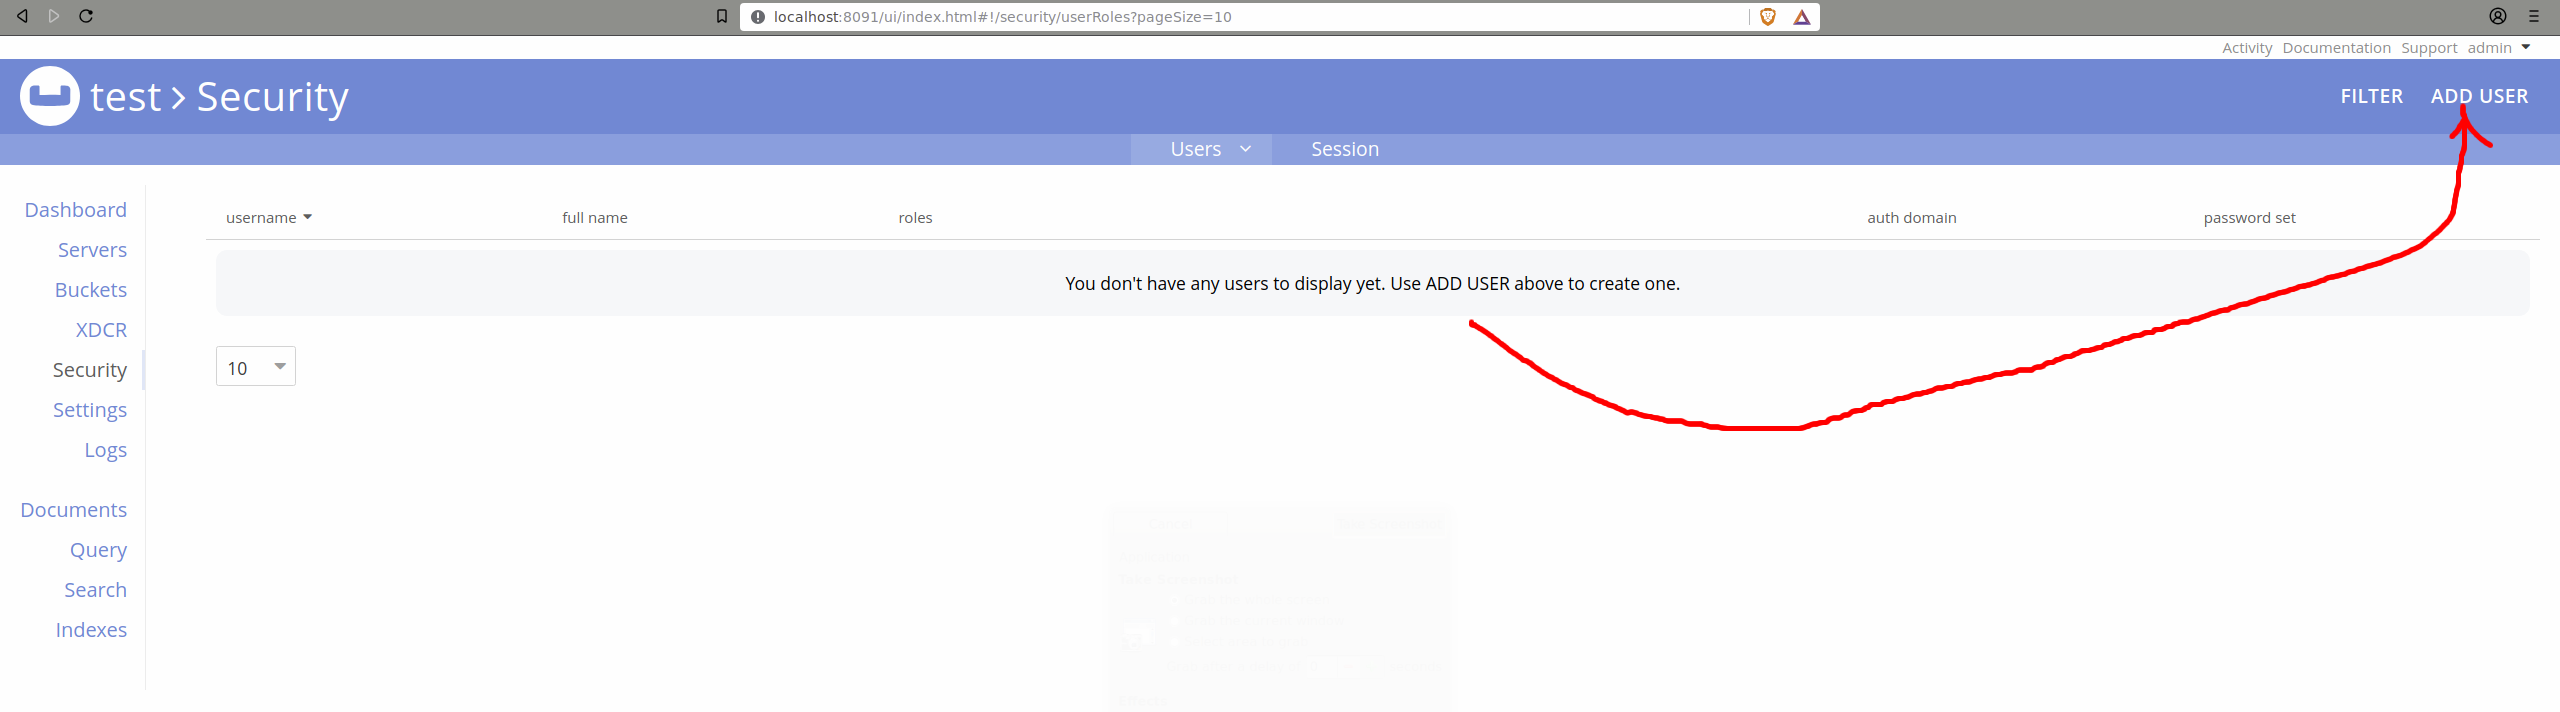 localhost:8091/ui/index.html#!/security/userRoles?pageSize=10
Activity Documentation Support admin
test > Security
FILTER ADD USER
Users Session
Dashboard
Servers
Buckets
XDCR
Security
Settings
Logs
Documents
Query
Search
Indexes
username full name roles auth domain password set
You don't have any users to display yet. Use ADD USER above to create one.
10